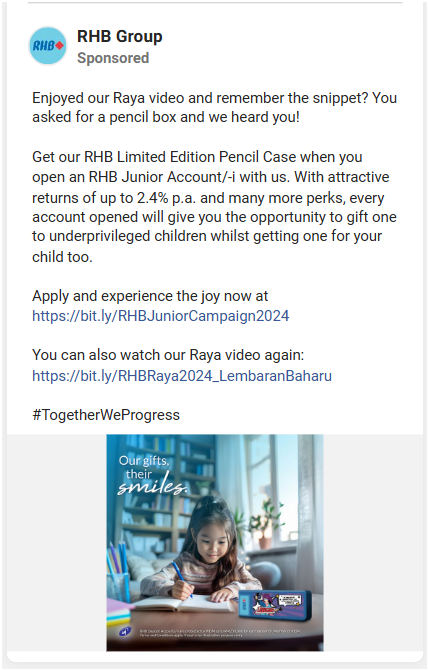 RHB
RHB Group
Sponsored
Enjoyed our Raya video and remember the snippet? You
asked for a pencil box and we heard you!
Get our RHB Limited Edition Pencil Case when you
open an RHB Junior Account/-i with us. With attractive
returns of up to 2.4% p.a. and many more perks, every
account opened will give you the opportunity to gift one
to underprivileged children whilst getting one for your
child too.
Apply and experience the joy now at
https://bit.ly/RHBJuniorCampaign2024
You can also watch our Raya video again:
https://bit.ly/RHBRaya2024_LembaranBaharu
#TogetherWeProgress
Our gifts,
their
smiles.